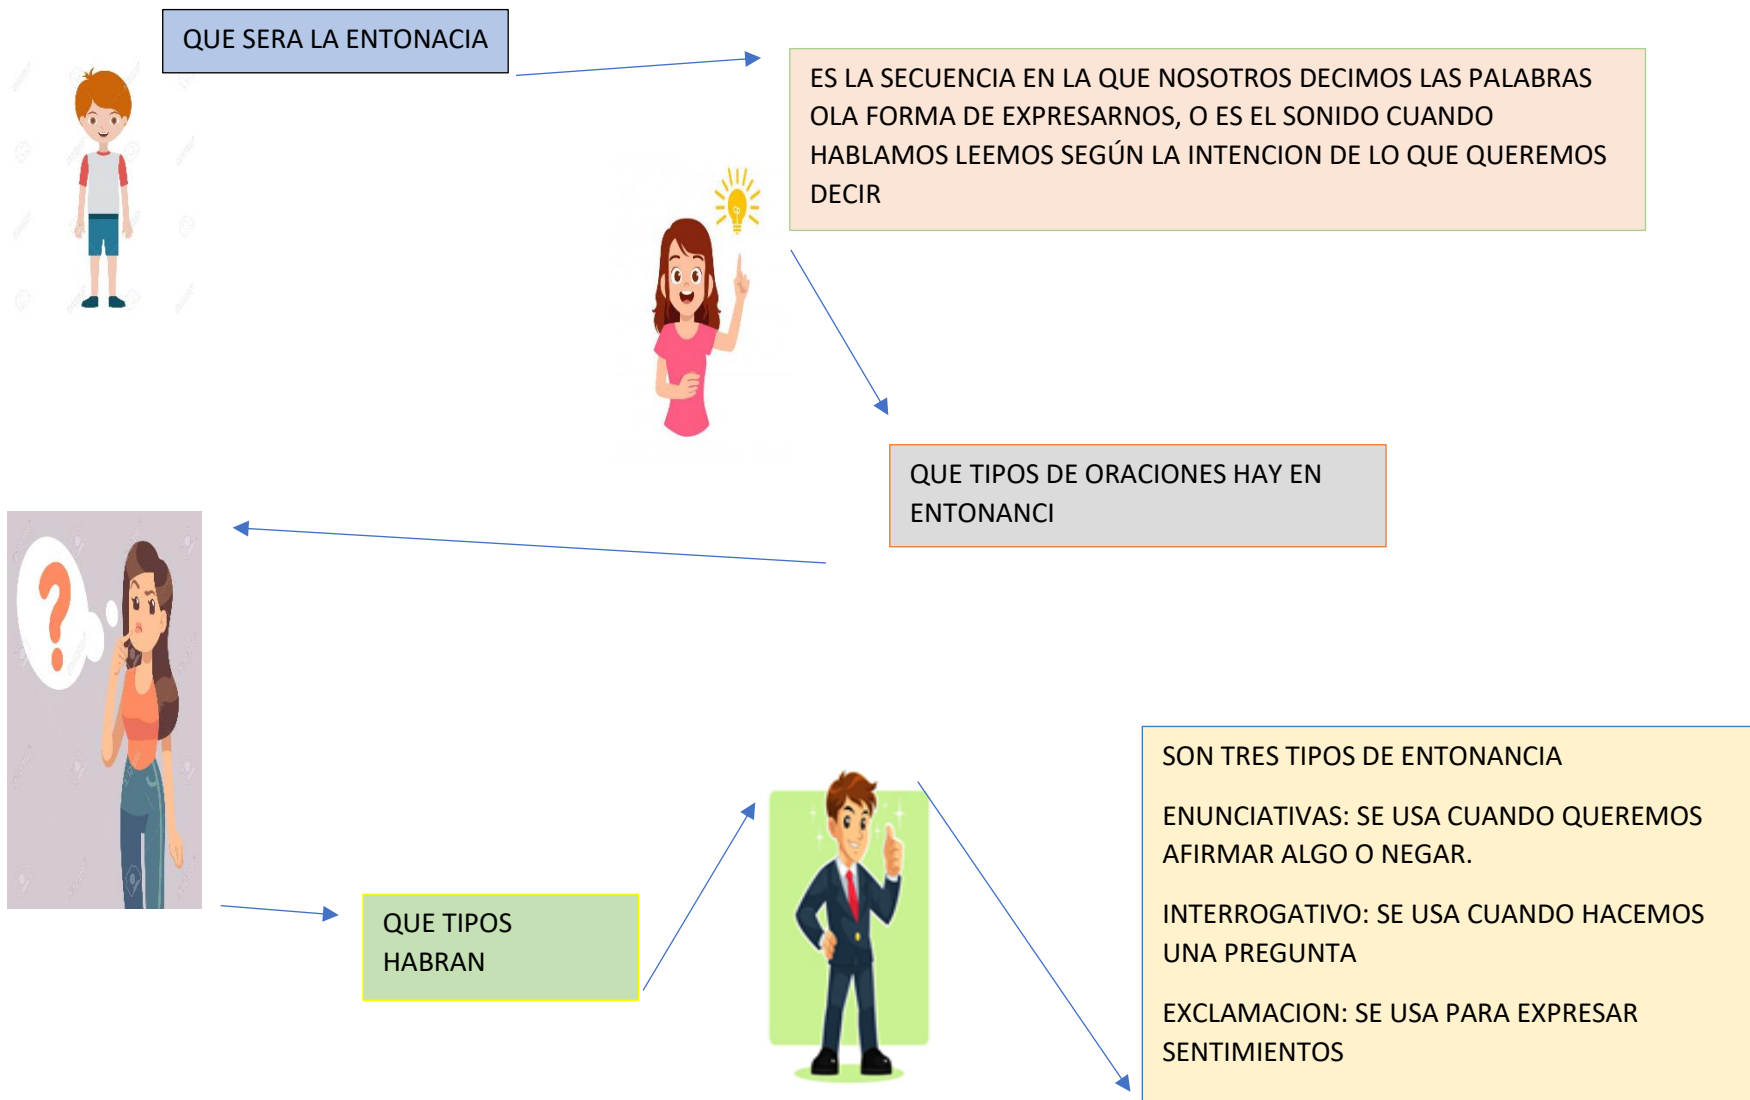 QUE SERA LA ENTONACIA
ES LA SECUENCIA EN LA QUE NOSOTROS DECIMOS LAS PALABRAS
OLA FORMA DE EXPRESARNOS, O ES EL SONIDO CUANDO
HABLAMOS LEEMOS SEGÚN LA INTENCION DE LO QUE QUEREMOS
DECIR
QUE TIPOS DE ORACIONES HAY EN
ENTONANCI
?
QUE TIPOS
HABRAN
SON TRES TIPOS DE ENTONANCIA
ENUNCIATIVAS: SE USA CUANDO QUEREMOS
AFIRMAR ALGO O NEGAR.
INTERROGATIVO: SE USA CUANDO HACEMOS
UNA PREGUNTA
EXCLAMACION: SE USA PARA EXPRESAR
SENTIMIENTOS